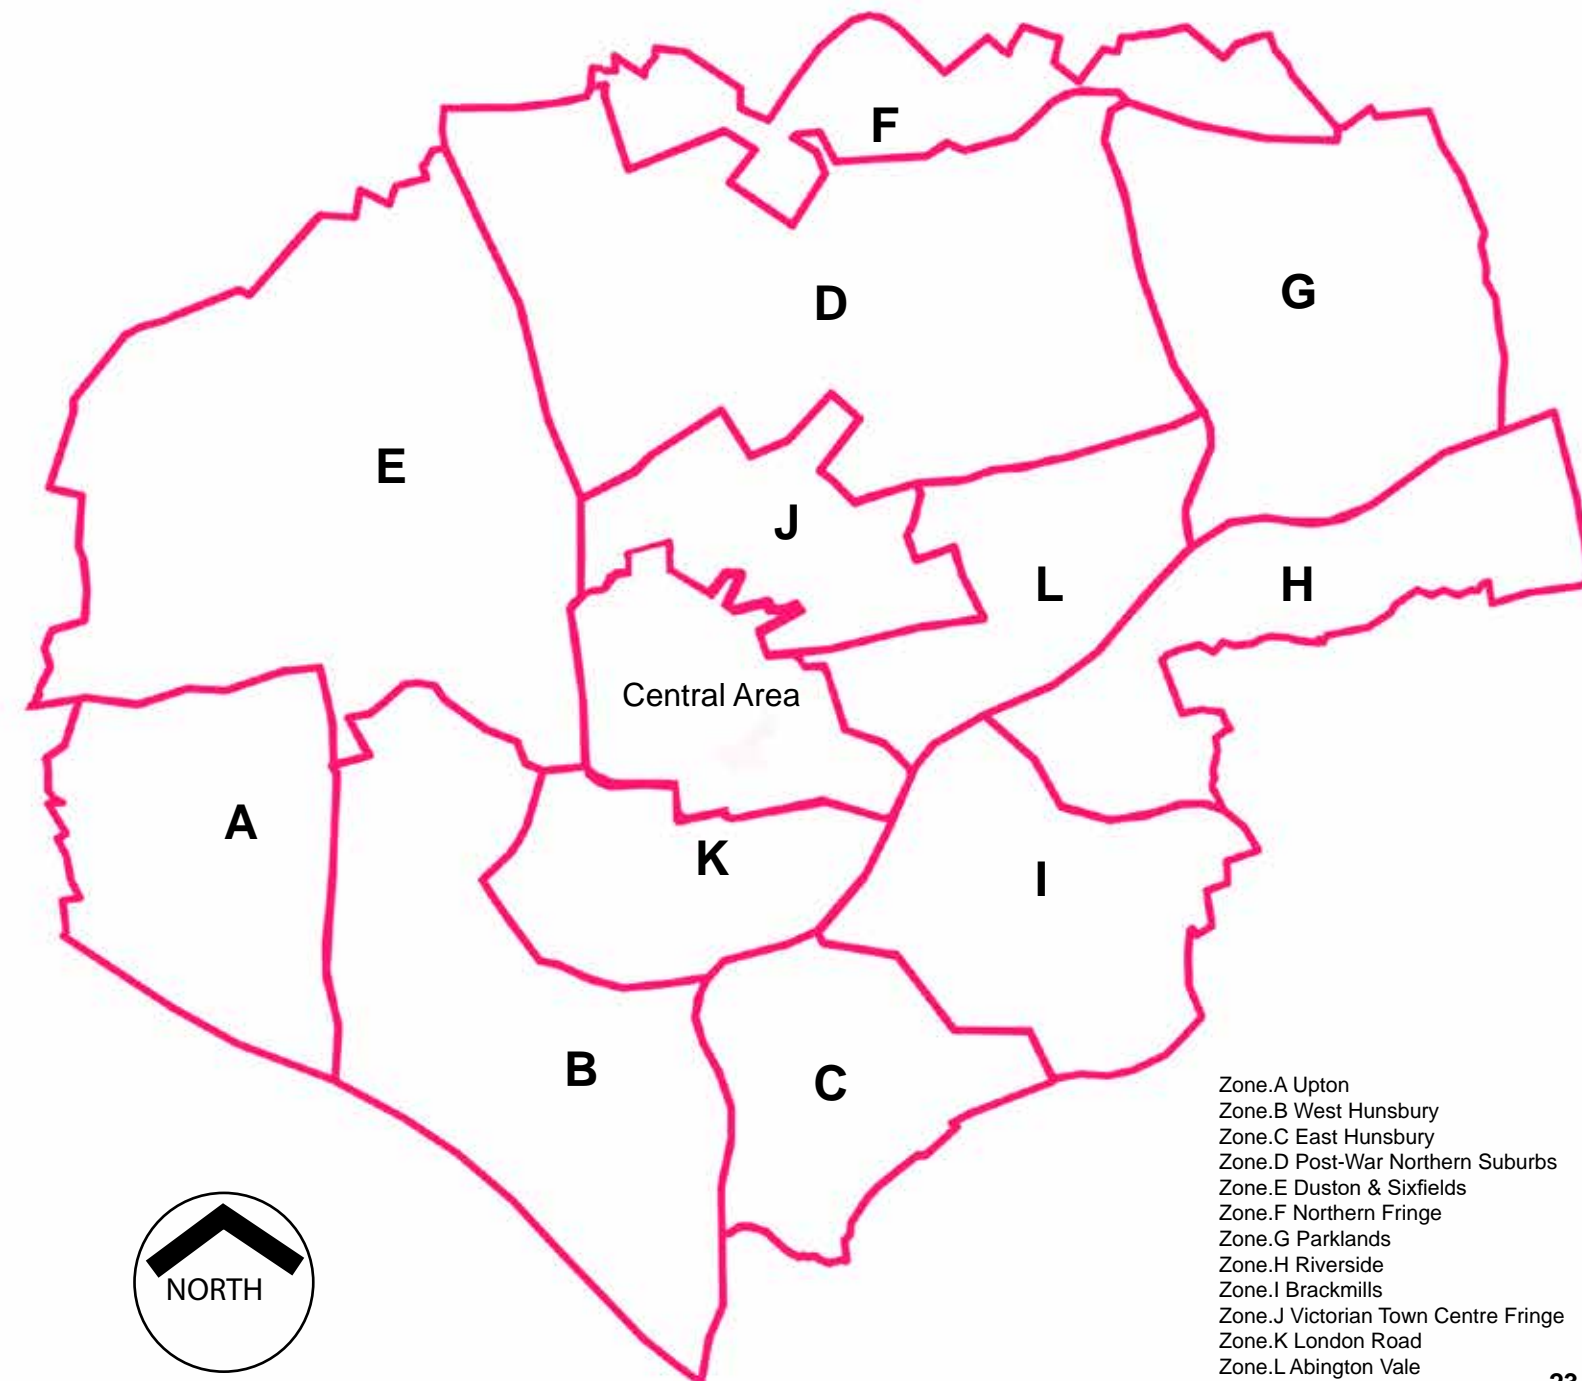 F
D
G
E
J
L
H
Central Area
A
K
I
B
C
NORTH
Zone.A Upton
Zone.B West Hunsbury
Zone.C East Hunsbury
Zone.D Post-War Northern Suburbs
Zone.E Duston & Sixfields
Zone.F Northern Fringe
Zone.G Parklands
Zone.H Riverside
Zone.I Brackmills
Zone.J Victorian Town Centre Fringe
Zone.K London Road
Zone.L Abington Vale
23